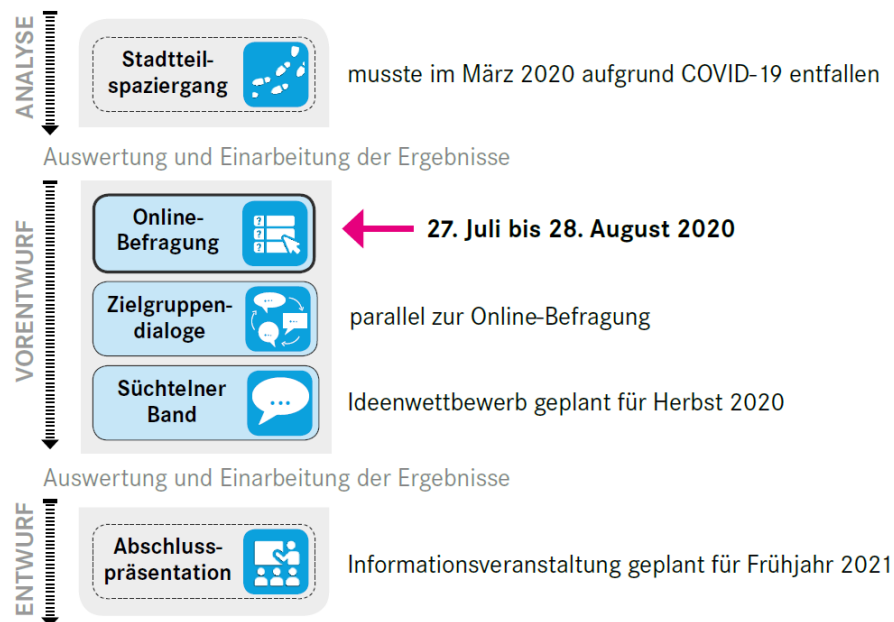 ANALYSE
Stadtteil-
spaziergang
musste im März 2020 aufgrund COVID-19 entfallen
Auswertung und Einarbeitung der Ergebnisse
VORENTWURF
Online-
Befragung
27. Juli bis 28. August 2020
Zielgruppen-
dialoge
parallel zur Online-Befragung
Süchtelner
Band
Ideenwettbewerb geplant für Herbst 2020
Auswertung und Einarbeitung der Ergebnisse
ENTWURF
Abschluss-
präsentation
Informationsveranstaltung geplant für Frühjahr 2021